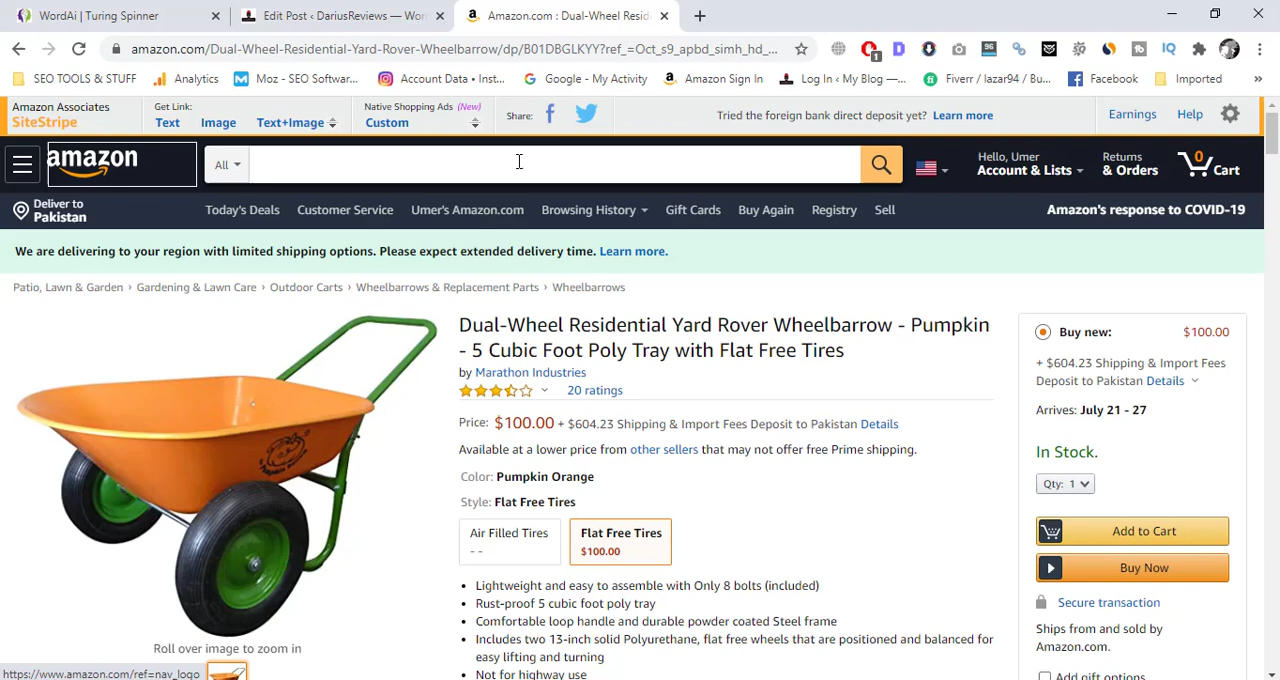 WordAi | Turing Spinner
Edit Post ‹ DariusReviews — Wor
Amazon.com : Dual-Wheel Resid
amazon.com/Dual-Wheel-Residential-Yard-Rover-Wheelbarrow/dp/B01DBGLKYY?ref_=Oct_s9_apbd_simh_hd_...
1
96
IQ
SEO TOOLS & STUFF
Analytics
Moz - SEO Software...
Account Data • Inst...
Google - My Activity
Amazon Sign In
Log In ‹ My Blog —...
Fiverr / lazar94 / Bu...
Facebook
Imported
»
Amazon Associates
SiteStripe
Get Link:
Text
Image
Text+Image
Native Shopping Ads (New)
Custom
Share:
Tried the foreign bank direct deposit yet? Learn more
Earnings
Help
amazon
All
Hello, Umer
Account & Lists
Returns
& Orders
0
Cart
Deliver to
Pakistan
Today's Deals
Customer Service
Umer's Amazon.com
Browsing History
Gift Cards
Buy Again
Registry
Sell
Amazon's response to COVID-19
We are delivering to your region with limited shipping options. Please expect extended delivery time. Learn more.
Patio, Lawn & Garden › Gardening & Lawn Care › Outdoor Carts › Wheelbarrows & Replacement Parts › Wheelbarrows
Dual-Wheel Residential Yard Rover Wheelbarrow - Pumpkin
- 5 Cubic Foot Poly Tray with Flat Free Tires
by Marathon Industries
20 ratings
Price: $100.00 + $604.23 Shipping & Import Fees Deposit to Pakistan Details
Available at a lower price from other sellers that may not offer free Prime shipping.
Color: Pumpkin Orange
Style: Flat Free Tires
Air Filled Tires
- -
Flat Free Tires
$100.00
• Lightweight and easy to assemble with Only 8 bolts (included)
• Rust-proof 5 cubic foot poly tray
• Comfortable loop handle and durable powder coated Steel frame
• Includes two 13-inch solid Polyurethane, flat free wheels that are positioned and balanced for
easy lifting and turning
• Not for highway use
Roll over image to zoom in
https://www.amazon.com/ref=nav_logo
Buy new:
$100.00
+ $604.23 Shipping & Import Fees
Deposit to Pakistan Details
Arrives: July 21 - 27
In Stock.
Qty: 1
Add to Cart
Buy Now
Secure transaction
Ships from and sold by
Amazon.com.
Add gift options